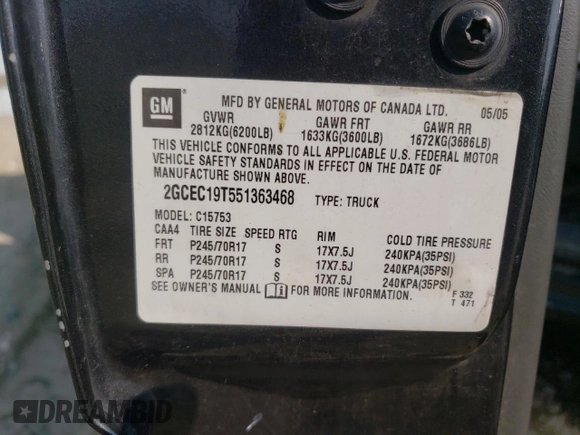 GM
MFD BY GENERAL MOTORS OF CANADA LTD. 05/05
GVWR GAWR FRT GAWR RR
2812KG(6200LB) 1633KG(3600LB) 1672KG(3686LB)
THIS VEHICLE CONFORMS TO ALL APPLICABLE U.S. FEDERAL MOTOR
VEHICLE SAFETY STANDARDS IN EFFECT ON THE DATE OF
MANUFACTURE SHOWN ABOVE.
2GCEC19T551363468 TYPE: TRUCK
MODEL: C15753
CAA4 TIRE SIZE SPEED RTG RIM COLD TIRE PRESSURE
FRT P245/70R17 S 17X7.5J 240KPA(35PSI)
RR P245/70R17 S 17X7.5J 240KPA(35PSI)
SPA P245/70R17 S 17X7.5J 240KPA(35PSI)
SEE OWNER'S MANUAL FOR MORE INFORMATION.
F 332
T 471
DREAMBID